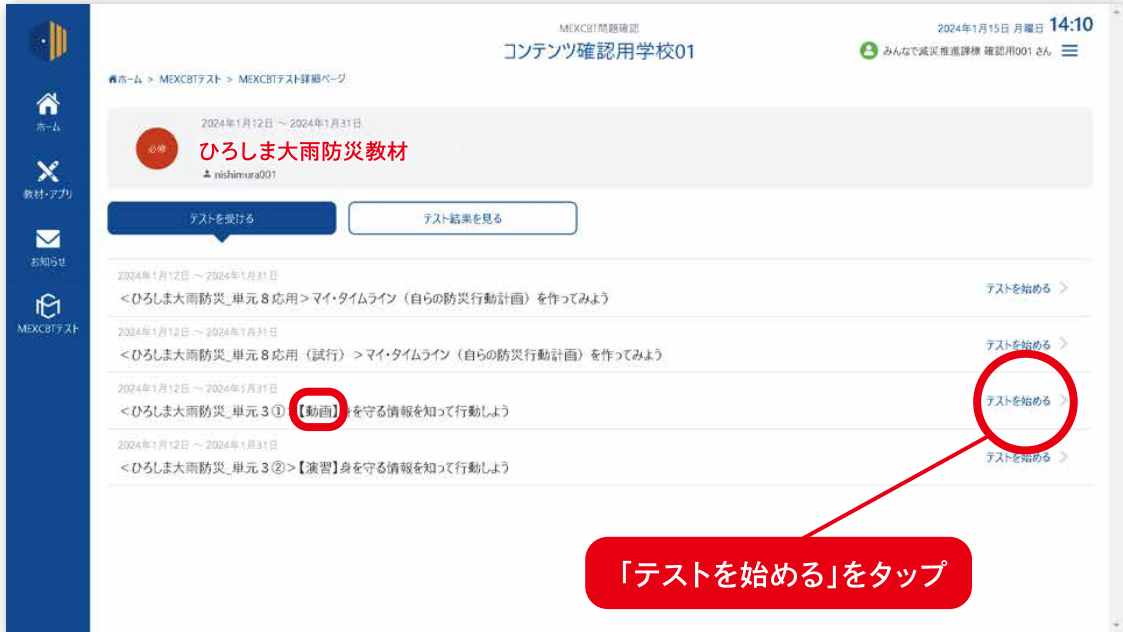 MEXCBT問題確認
コンテンツ確認用学校01
2024年1月15日 月曜日 14:10
みんなで減災推進課様 確認用001 さん
ホーム > MEXCBTテスト > MEXCBTテスト詳細ページ
ホーム
教材・アプリ
お知らせ
MEXCBTテスト
2024年1月12日 ～ 2024年1月31日
必修
ひろしま大雨防災教材
nishimura001
テストを受ける
テスト結果を見る
2024年1月12日 ～ 2024年1月31日
＜ひろしま大雨防災_単元８応用＞マイ・タイムライン（自らの防災行動計画）を作ってみよう
テストを始める
2024年1月12日 ～ 2024年1月31日
＜ひろしま大雨防災_単元８応用（試行）＞マイ・タイムライン（自らの防災行動計画）を作ってみよう
テストを始める
2024年1月12日 ～ 2024年1月31日
＜ひろしま大雨防災_単元３①＞【動画】身を守る情報を知って行動しよう
テストを始める
2024年1月12日 ～ 2024年1月31日
＜ひろしま大雨防災_単元３②＞【演習】身を守る情報を知って行動しよう
テストを始める
「テストを始める」をタップ